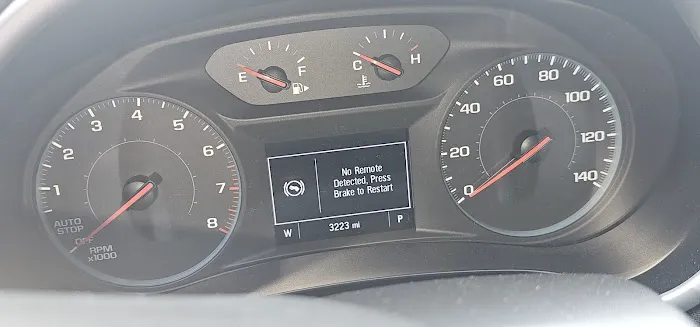 E F
C H
1 2 3 4 5 6 7 8
AUTO
STOP
OFF
RPM
x1000
No Remote
Detected, Press
Brake to Restart
W 3223 mi P
0 20 40 60 80 100 120 140